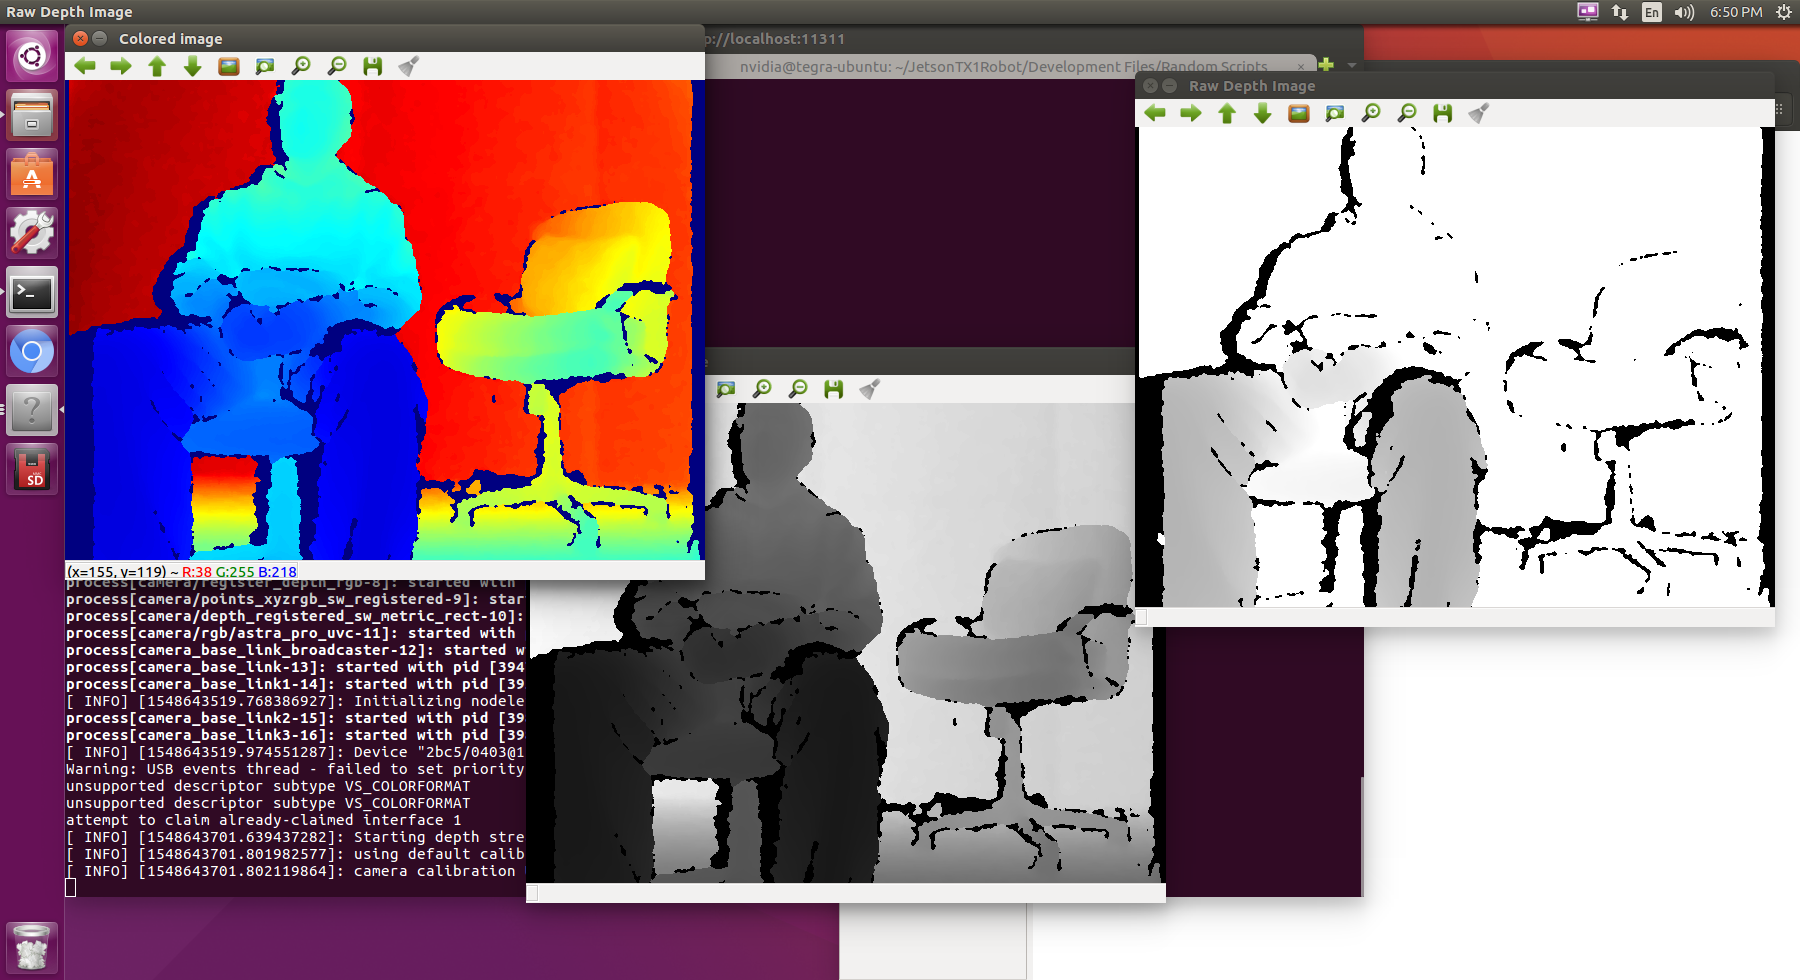 Raw Depth Image
En
6:50 PM
Colored image
p://localhost:11311
nvidia@tegra-ubuntu: ~/JetsonTX1Robot/Development Files/Random Scripts
Raw Depth Image
(x=155, y=119) ~ R:38 G:255 B:218
process[camera/register_depth_rgb-8]: started with
process[camera/points_xyzrgb_sw_registered-9]: star
process[camera/depth_registered_sw_metric_rect-10]:
process[camera/rgb/astra_pro_uvc-11]: started with
process[camera_base_link_broadcaster-12]: started w
process[camera_base_link-13]: started with pid [394
process[camera_base_link1-14]: started with pid [39
[ INFO] [1548643519.768386927]: Initializing nodele
process[camera_base_link2-15]: started with pid [39
process[camera_base_link3-16]: started with pid [39
[ INFO] [1548643519.974551287]: Device "2bc5/0403@1
Warning: USB events thread - failed to set priority
unsupported descriptor subtype VS_COLORFORMAT
unsupported descriptor subtype VS_COLORFORMAT
attempt to claim already-claimed interface 1
[ INFO] [1548643701.639437282]: Starting depth stre
[ INFO] [1548643701.801982577]: using default calib
[ INFO] [1548643701.802119864]: camera calibration
SD